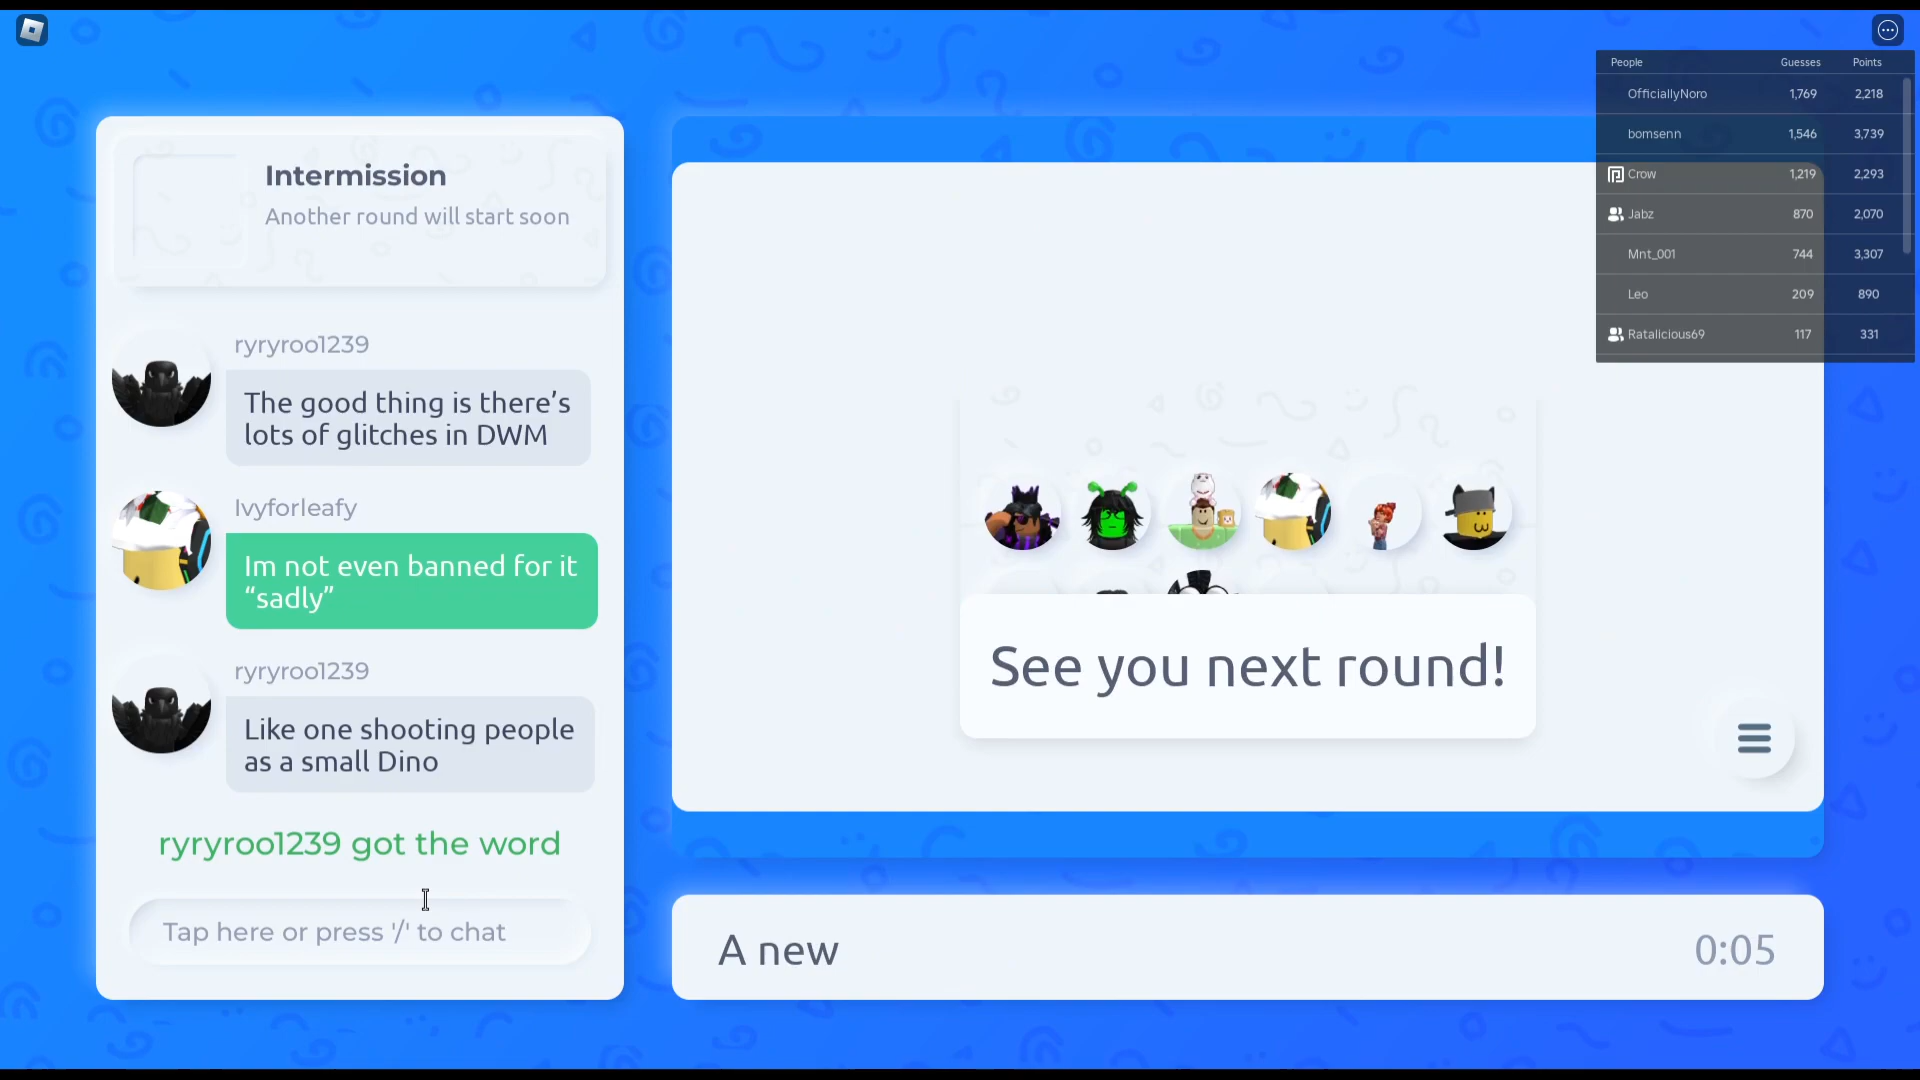 Intermission
Another round will start soon
ryryroo1239
The good thing is there’s
lots of glitches in DWM
Ivyforleafy
Im not even banned for it
“sadly”
ryryroo1239
Like one shooting people
as a small Dino
ryryroo1239 got the word
Tap here or press '/' to chat
See you next round!
A new
0:05
People Guesses Points
OfficiallyNoro 1,769 2,218
bomsenn 1,546 3,739
Crow 1,219 2,293
Jabz 870 2,070
Mnt_001 744 3,307
Leo 209 890
Ratalicious69 117 331